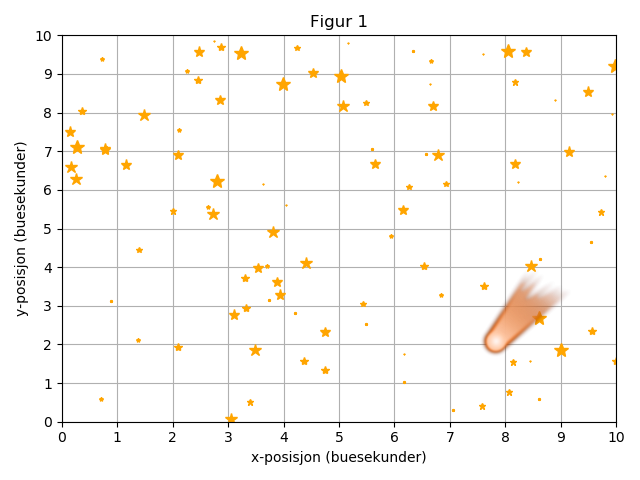 Figur 1
y-posisjon (buesekunder)
10
9
8
7
6
5
4
3
2
1
0
0 1 2 3 4 5 6 7 8 9 10
x-posisjon (buesekunder)